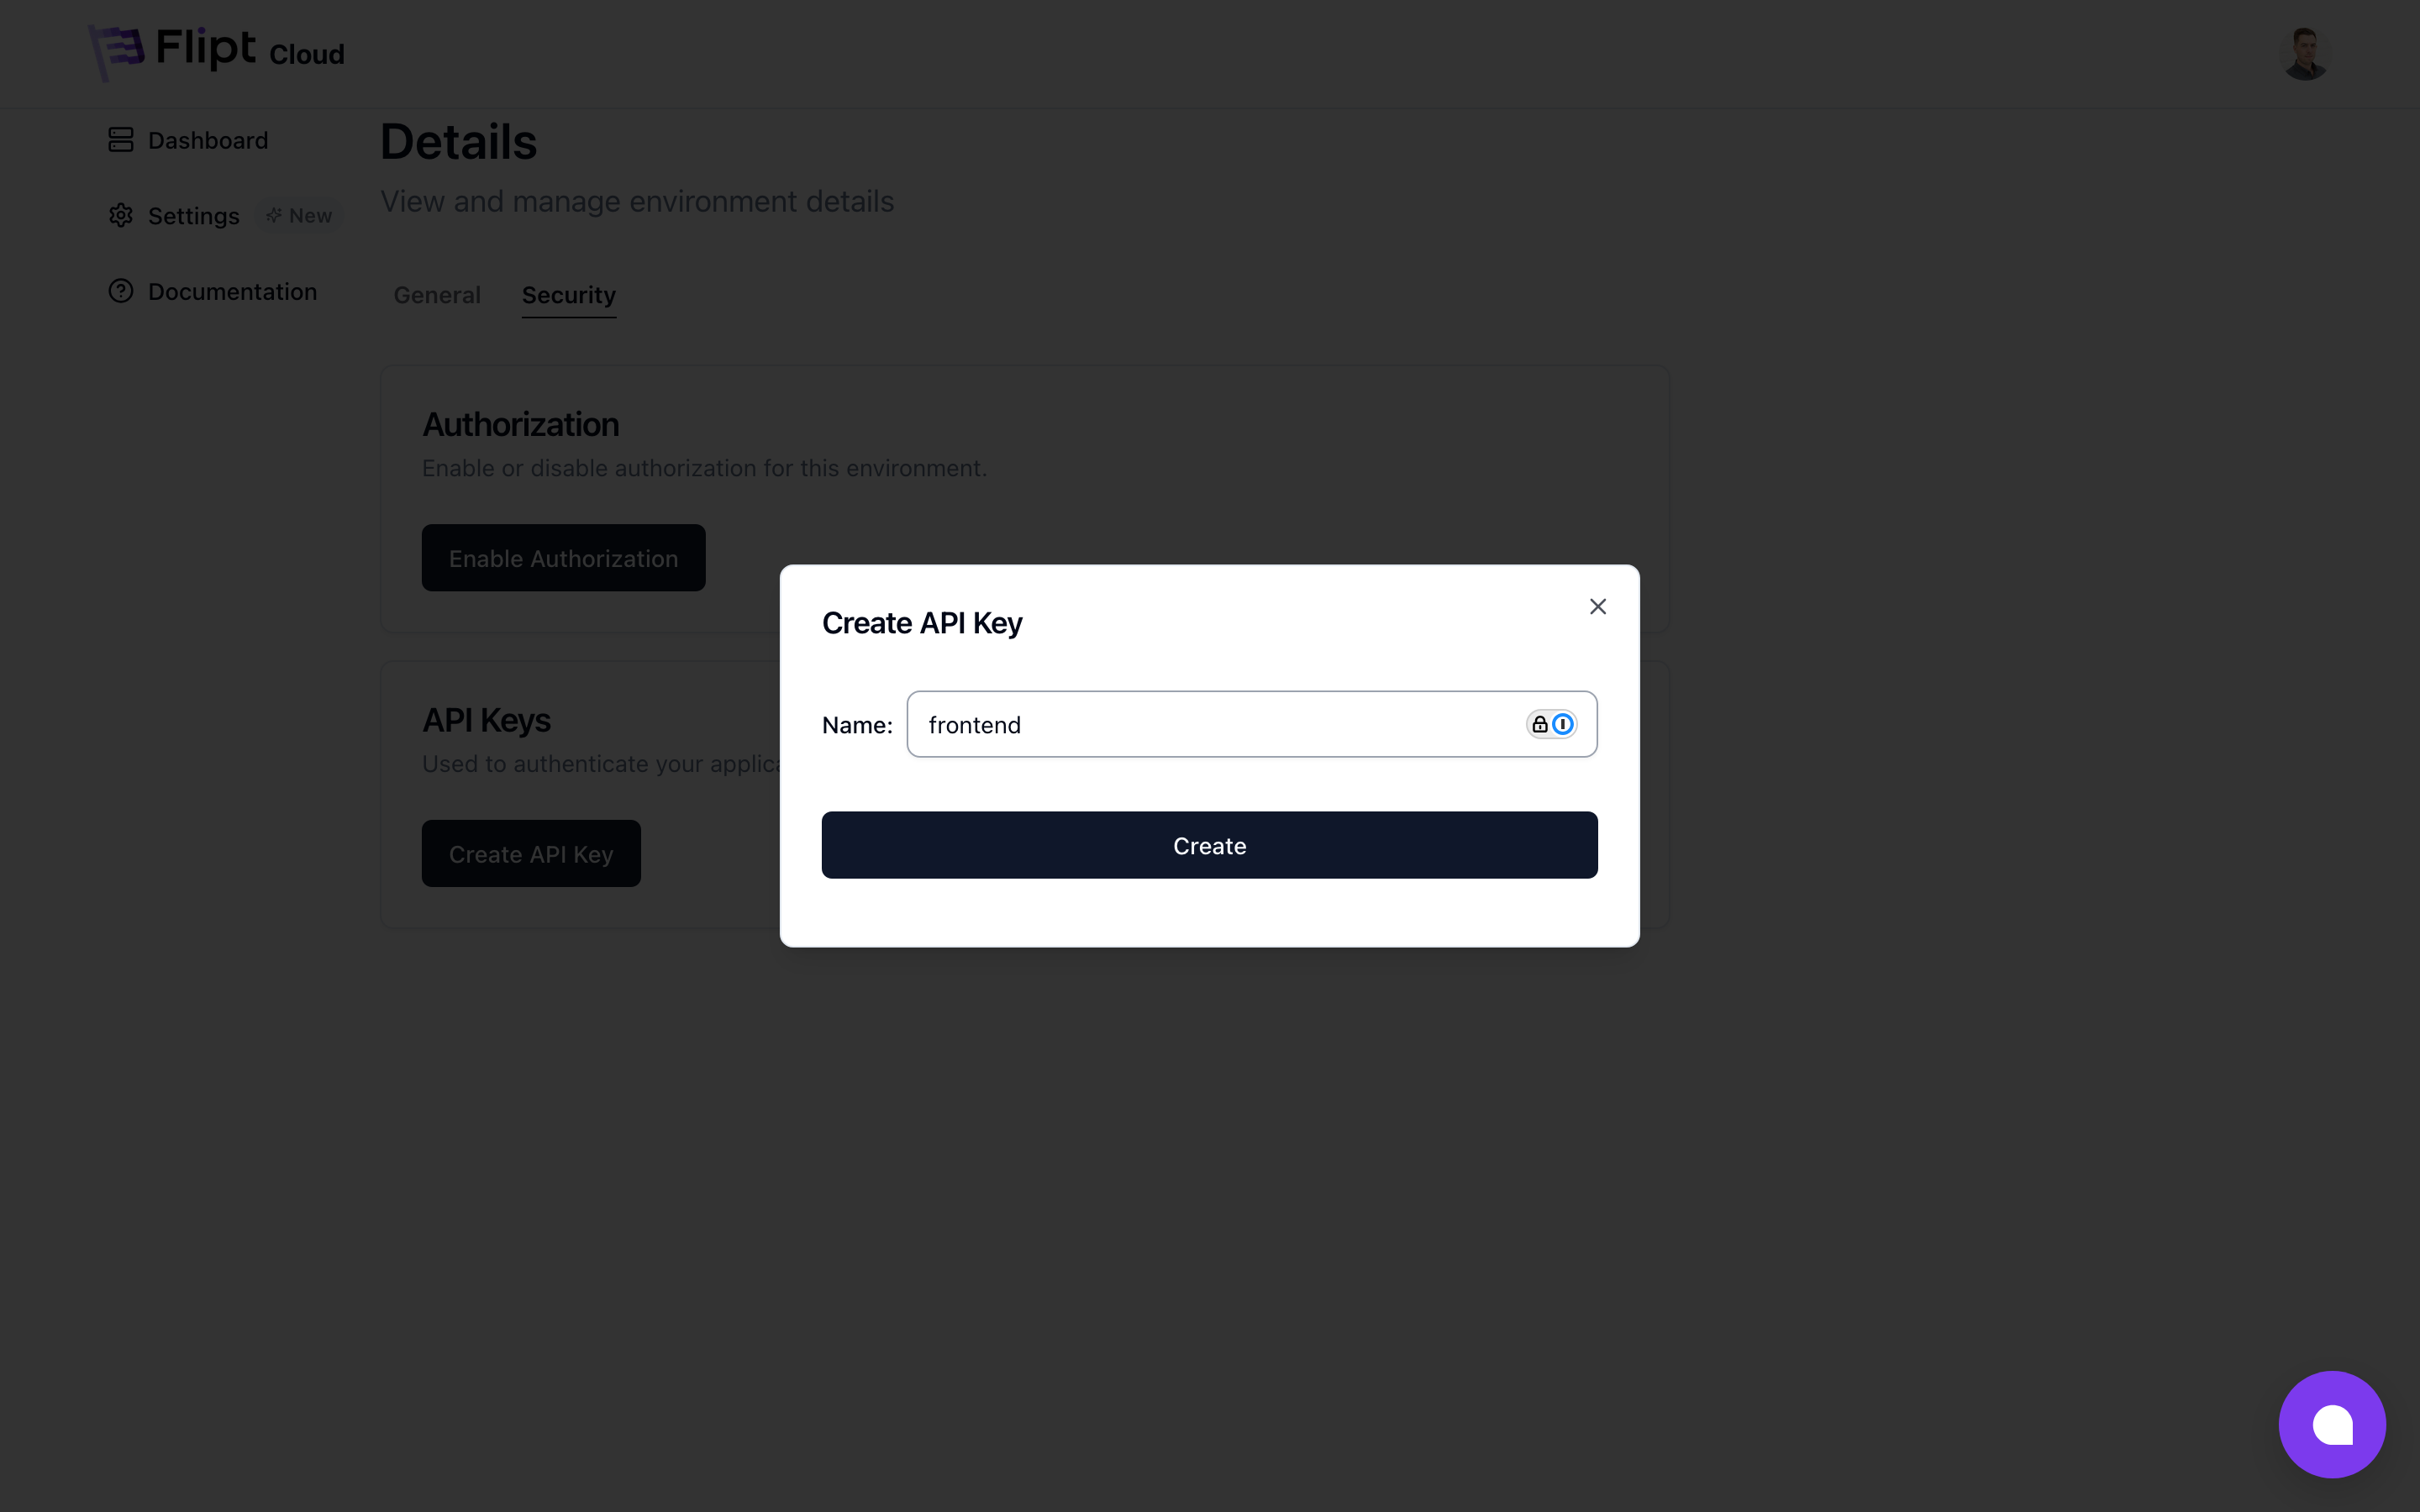 Flipt Cloud
Dashboard
Settings New
Documentation
Details
View and manage environment details
General Security
Authorization
Enable or disable authorization for this environment.
Enable Authorization
API Keys
Used to authenticate your
Create API Key
Create API Key
Name: frontend
Create